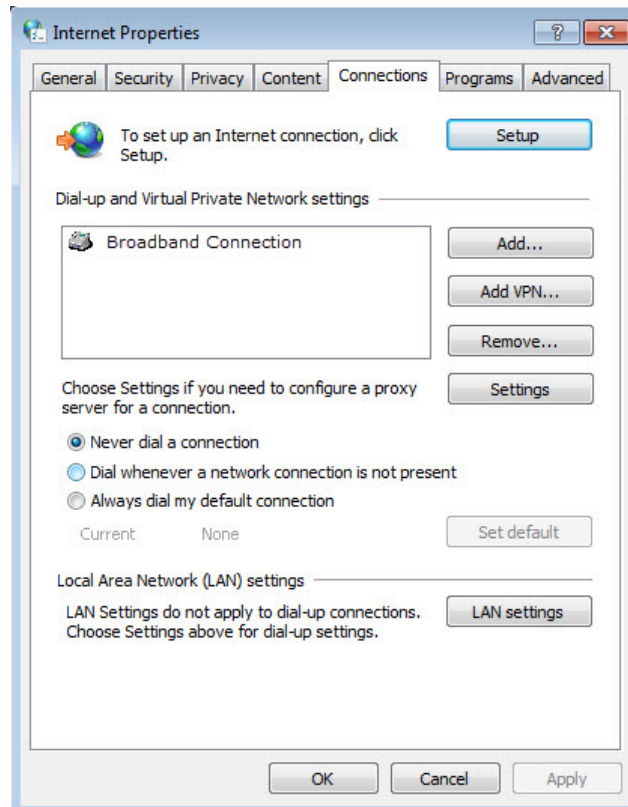 Internet Properties
General Security Privacy Content Connections Programs Advanced
To set up an Internet connection, click
Setup.
Setup
Dial-up and Virtual Private Network settings
Broadband Connection
Add...
Add VPN...
Remove...
Choose Settings if you need to configure a proxy
server for a connection.
Settings
Never dial a connection
Dial whenever a network connection is not present
Always dial my default connection
Current None
Set default
Local Area Network (LAN) settings
LAN Settings do not apply to dial-up connections.
Choose Settings above for dial-up settings.
LAN settings
OK Cancel Apply